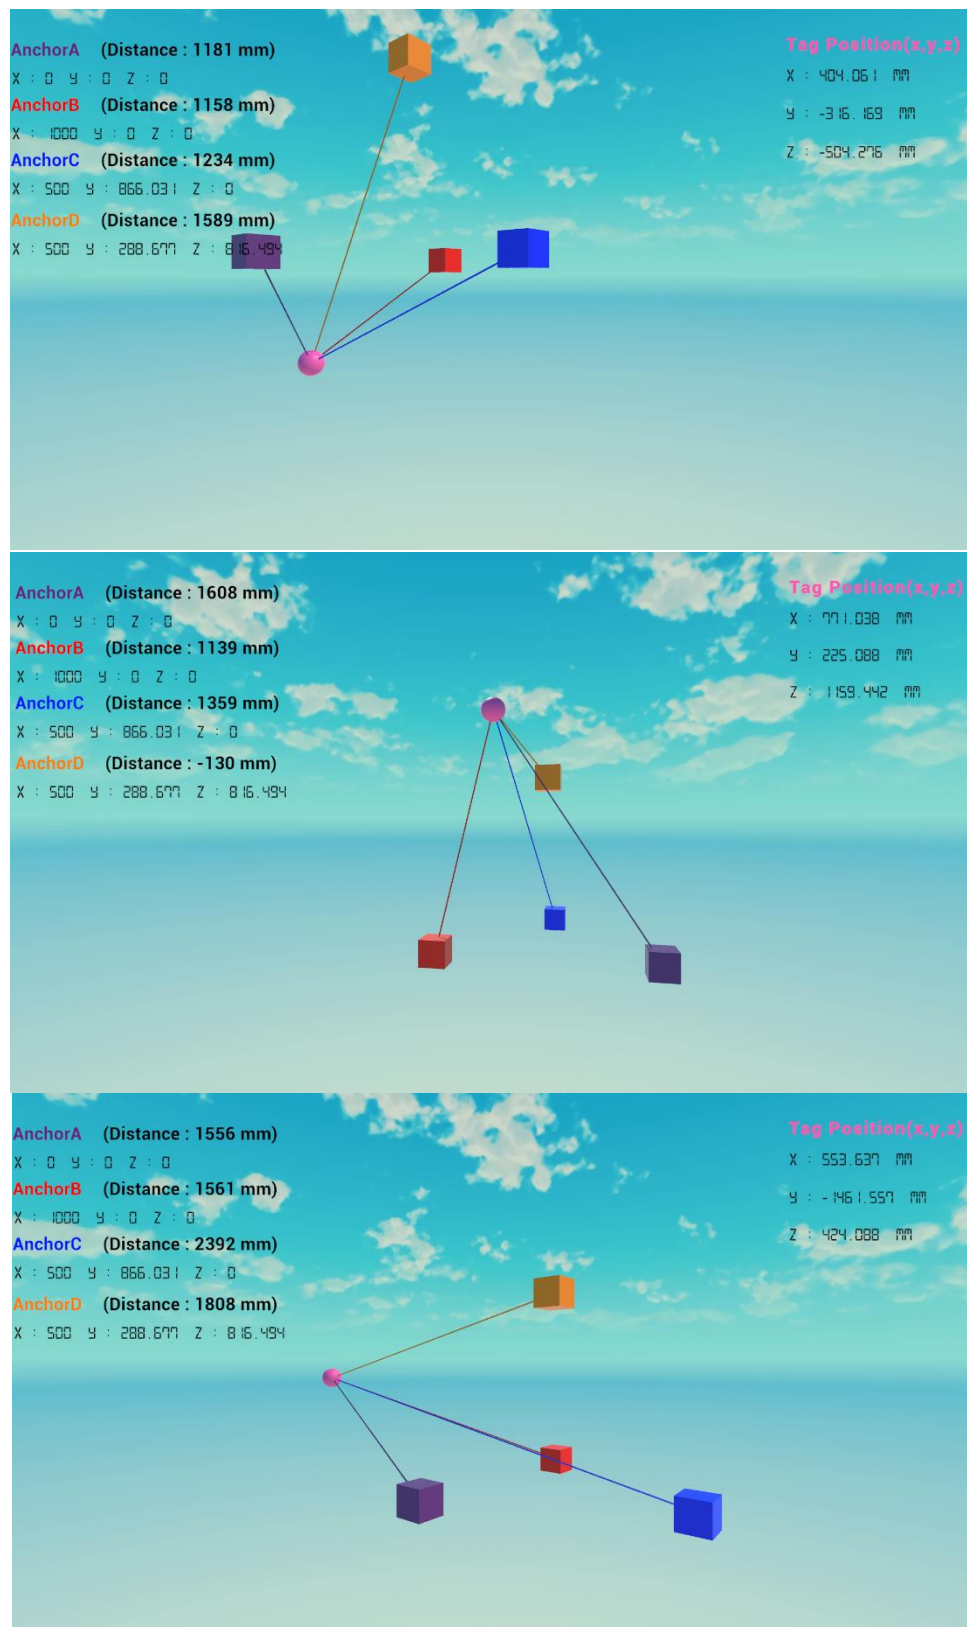 AnchorA (Distance : 1181 mm)
X : 0 Y : 0 Z : 0
AnchorB (Distance : 1158 mm)
X : 1000 Y : 0 Z : 0
AnchorC (Distance : 1234 mm)
X : 500 Y : 866.031 Z : 0
AnchorD (Distance : 1589 mm)
X : 500 Y : 288.677 Z : 816.494
Tag Position(x,y,z)
X : 404.061 MM
Y : -316.169 MM
Z : -504.276 MM
AnchorA (Distance : 1608 mm)
X : 0 Y : 0 Z : 0
AnchorB (Distance : 1139 mm)
X : 1000 Y : 0 Z : 0
AnchorC (Distance : 1359 mm)
X : 500 Y : 866.031 Z : 0
AnchorD (Distance : -130 mm)
X : 500 Y : 288.677 Z : 816.494
Tag Position(x,y,z)
X : 771.038 MM
Y : 225.088 MM
Z : 1159.442 MM
AnchorA (Distance : 1556 mm)
X : 0 Y : 0 Z : 0
AnchorB (Distance : 1561 mm)
X : 1000 Y : 0 Z : 0
AnchorC (Distance : 2392 mm)
X : 500 Y : 866.031 Z : 0
AnchorD (Distance : 1808 mm)
X : 500 Y : 288.677 Z : 816.494
Tag Position(x,y,z)
X : 553.637 MM
Y : -1461.557 MM
Z : 424.088 MM